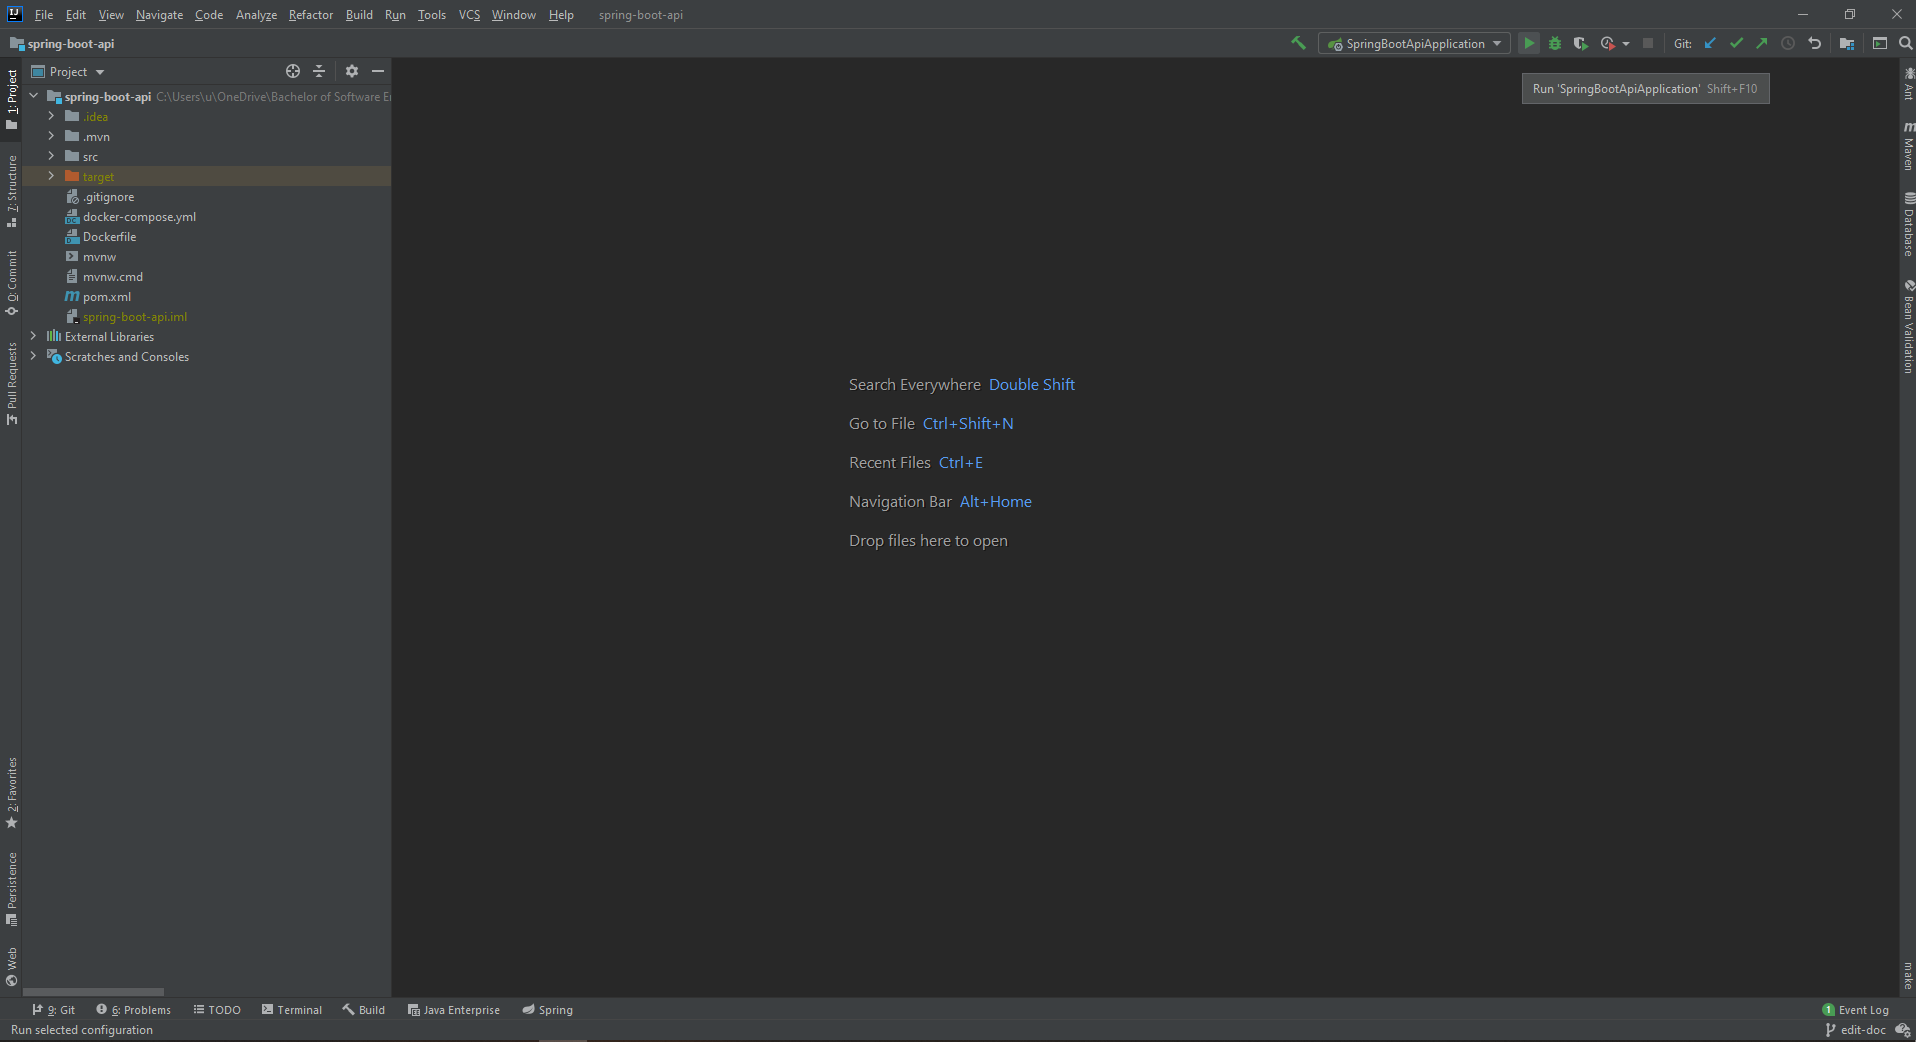 IJ File Edit View Navigate Code Analyze Refactor Build Run Tools VCS Window Help spring-boot-api
spring-boot-api
SpringBootApiApplication
Git:
Project
Run 'SpringBootApiApplication' Shift+F10
spring-boot-api C:\Users\u\OneDrive\Bachelor of Software E
.idea
.mvn
src
target
.gitignore
docker-compose.yml
Dockerfile
mvnw
mvnw.cmd
m pom.xml
spring-boot-api.iml
External Libraries
Scratches and Consoles
1: Project
7: Structure
0: Commit
Pull Requests
2: Favorites
Persistence
Web
Search Everywhere Double Shift
Go to File Ctrl+Shift+N
Recent Files Ctrl+E
Navigation Bar Alt+Home
Drop files here to open
Ant
m Maven
Database
Bean Validation
make
9: Git 6: Problems TODO Terminal Build Java Enterprise Spring
1 Event Log
Run selected configuration
edit-doc